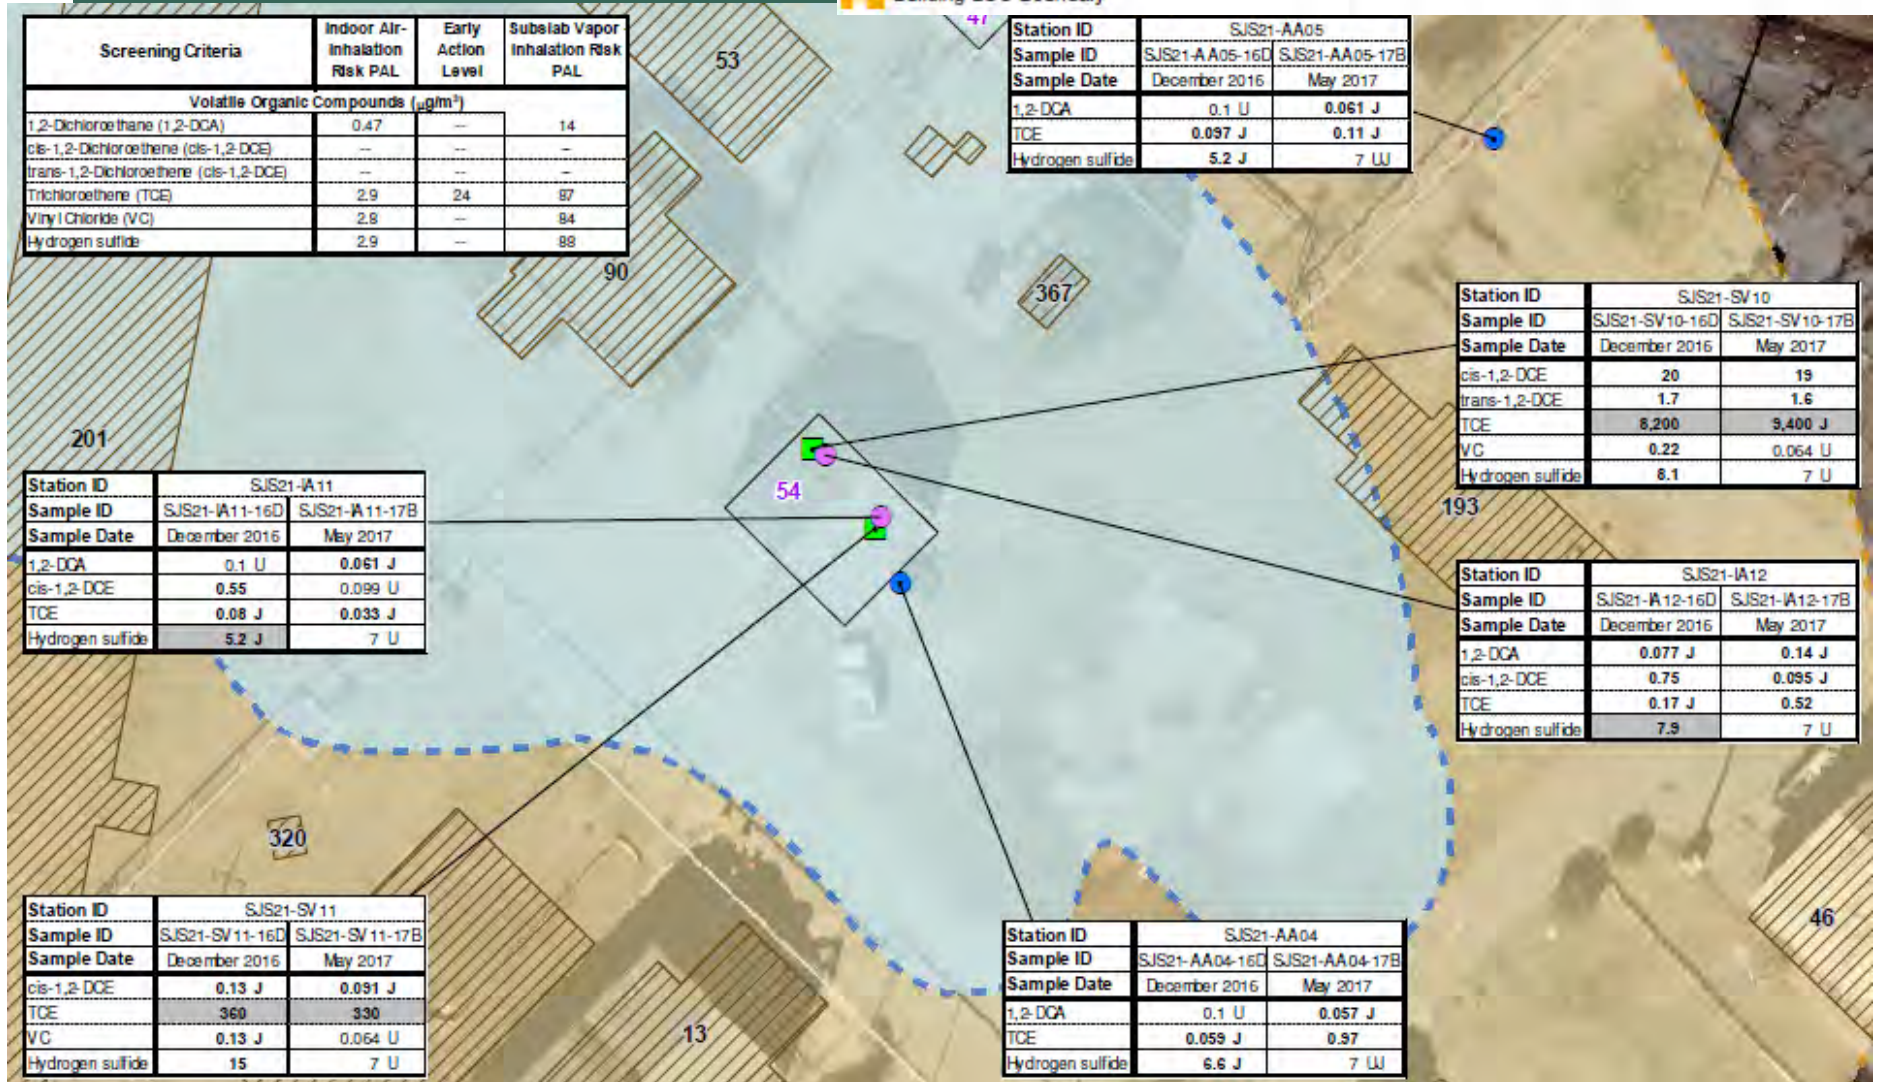 Screening Criteria | Indoor Air-Inhalation Risk PAL | Early Action Level | Subslab Vapor Inhalation Risk PAL
Volatile Organic Compounds (µg/m³)
1,2-Dichloroethane (1,2-DCA) | 0.47 | -- | 14
cis-1,2-Dichloroethene (cis-1,2-DCE) | -- | -- | --
trans-1,2-Dichloroethene (cis-1,2-DCE) | -- | -- | --
Trichloroethene (TCE) | 2.9 | 24 | 87
Vinyl Chloride (VC) | 2.8 | -- | 84
Hydrogen sulfide | 2.9 | -- | 88
47
53
Station ID | SJS21-AA05
Sample ID | SJS21-AA05-16D | SJS21-AA05-17B
Sample Date | December 2016 | May 2017
1,2-DCA | 0.1 U | 0.061 J
TCE | 0.097 J | 0.11 J
Hydrogen sulfide | 5.2 J | 7 UJ
90
367
Station ID | SJS21-SV10
Sample ID | SJS21-SV10-16D | SJS21-SV10-17B
Sample Date | December 2016 | May 2017
cis-1,2-DCE | 20 | 19
trans-1,2-DCE | 1.7 | 1.6
TCE | 8,200 | 9,400 J
VC | 0.22 | 0.064 U
Hydrogen sulfide | 8.1 | 7 U
201
54
193
Station ID | SJS21-IA11
Sample ID | SJS21-IA11-16D | SJS21-IA11-17B
Sample Date | December 2016 | May 2017
1,2-DCA | 0.1 U | 0.061 J
cis-1,2-DCE | 0.55 | 0.099 U
TCE | 0.08 J | 0.033 J
Hydrogen sulfide | 5.2 J | 7 U
Station ID | SJS21-IA12
Sample ID | SJS21-IA12-16D | SJS21-IA12-17B
Sample Date | December 2016 | May 2017
1,2-DCA | 0.077 J | 0.14 J
cis-1,2-DCE | 0.75 | 0.095 J
TCE | 0.17 J | 0.52
Hydrogen sulfide | 7.9 | 7 U
320
13
46
Station ID | SJS21-SV11
Sample ID | SJS21-SV11-16D | SJS21-SV11-17B
Sample Date | December 2016 | May 2017
cis-1,2-DCE | 0.13 J | 0.091 J
TCE | 360 | 330
VC | 0.13 J | 0.064 U
Hydrogen sulfide | 15 | 7 U
Station ID | SJS21-AA04
Sample ID | SJS21-AA04-16D | SJS21-AA04-17B
Sample Date | December 2016 | May 2017
1,2-DCA | 0.1 U | 0.057 J
TCE | 0.059 J | 0.97
Hydrogen sulfide | 6.6 J | 7 UJ